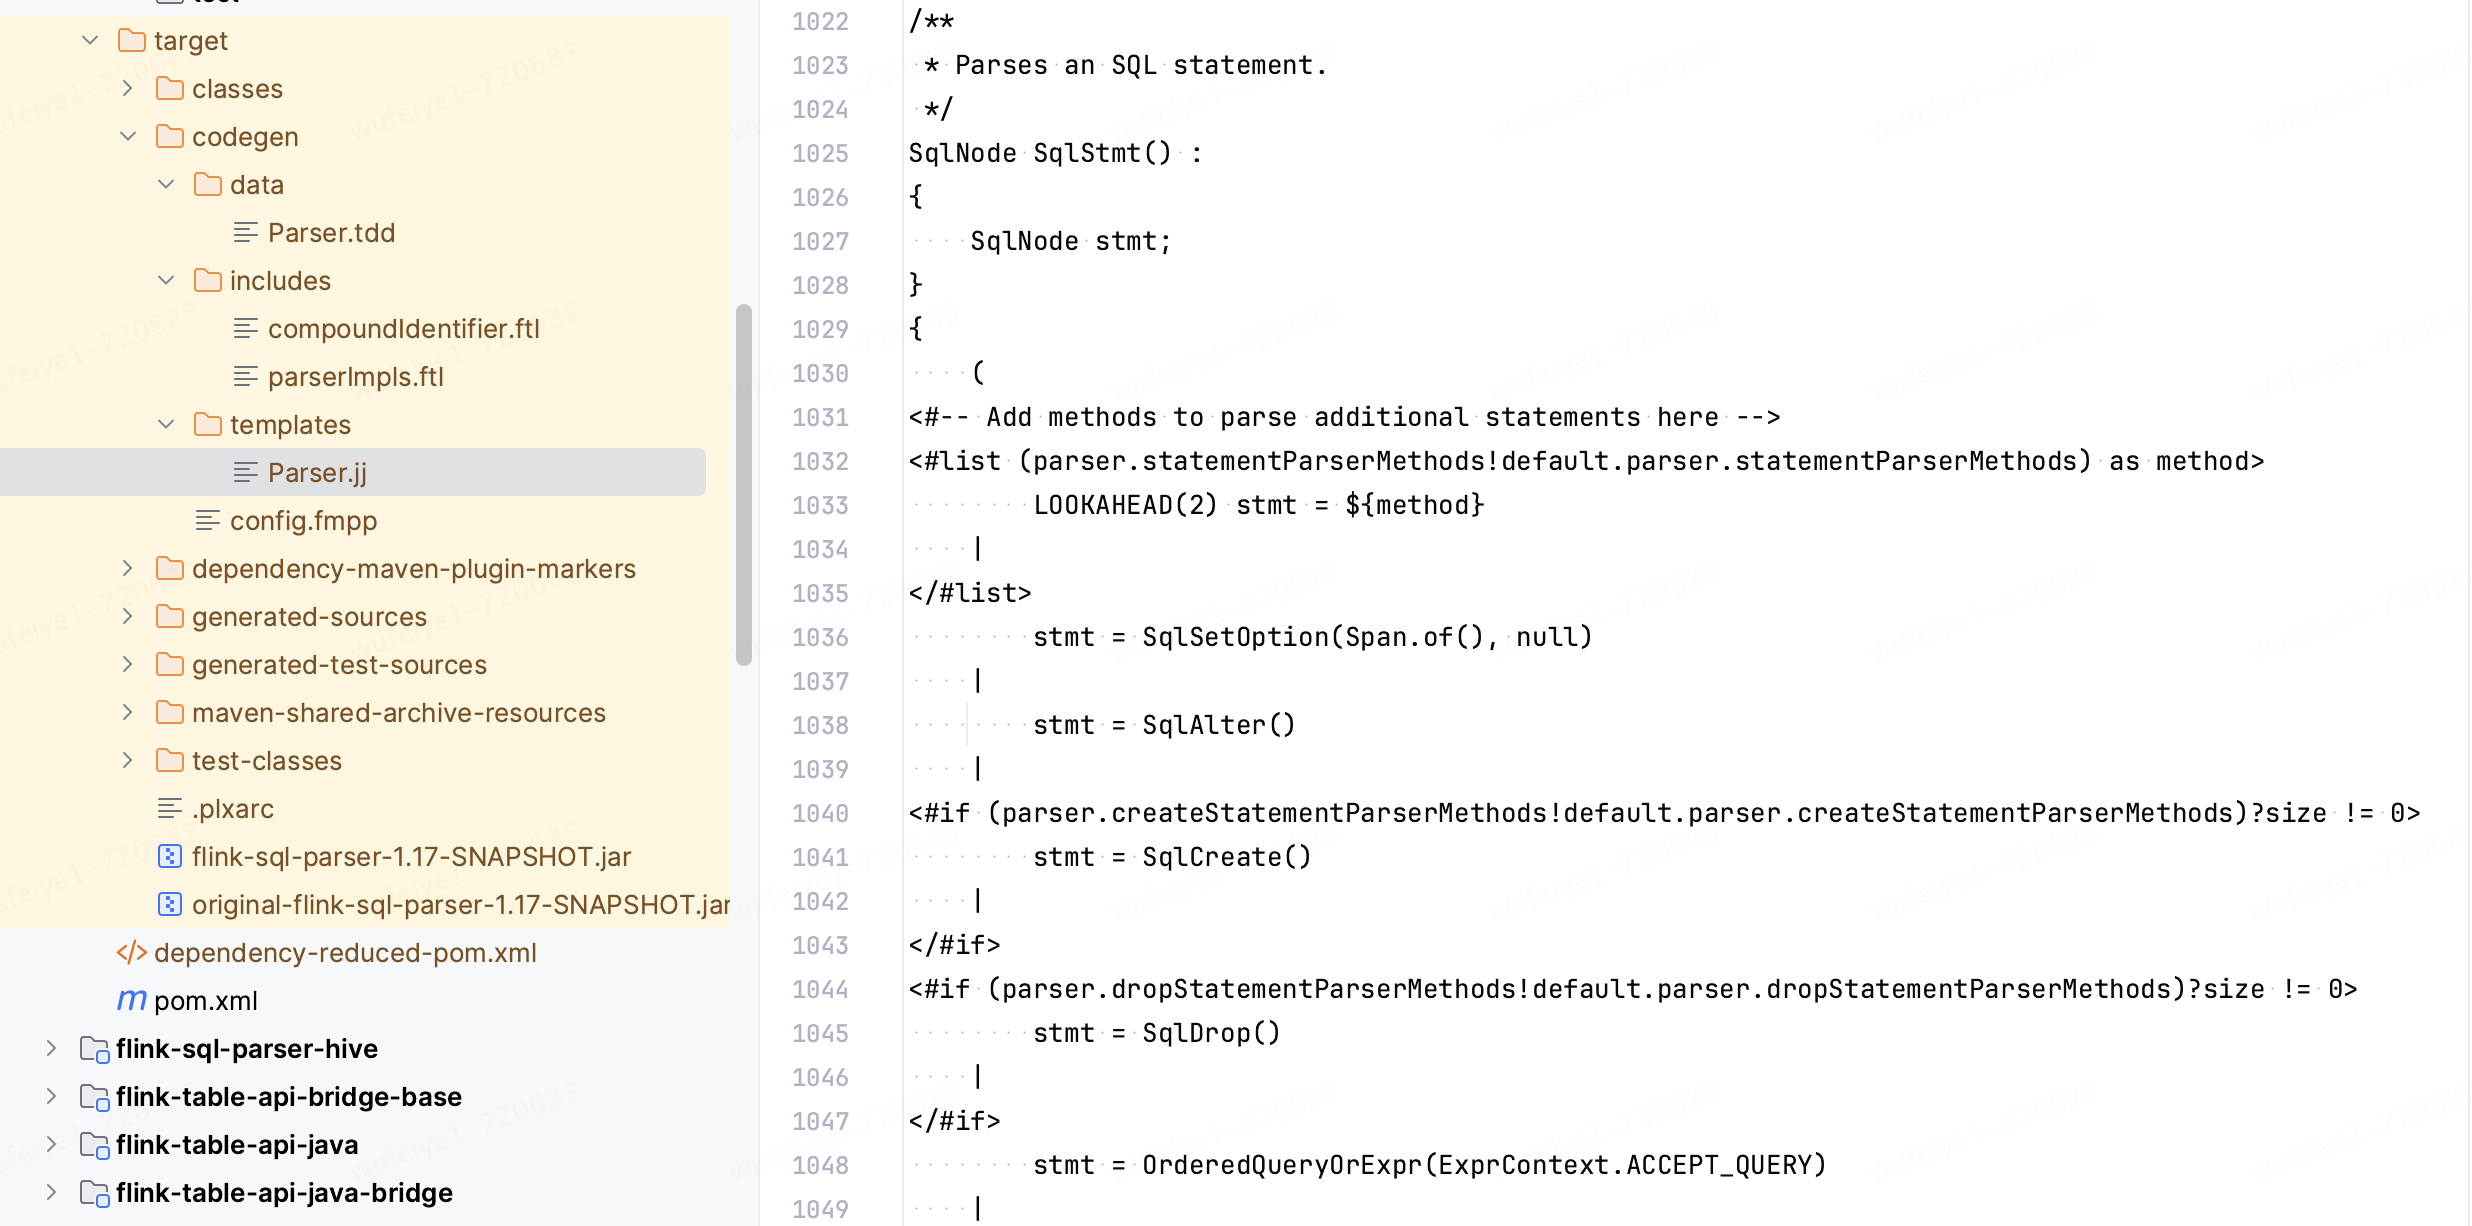 test
target
classes
codegen
data
Parser.tdd
includes
compoundIdentifier.ftl
parserImpls.ftl
templates
Parser.jj
config.fmpp
dependency-maven-plugin-markers
generated-sources
generated-test-sources
maven-shared-archive-resources
test-classes
.plxarc
flink-sql-parser-1.17-SNAPSHOT.jar
original-flink-sql-parser-1.17-SNAPSHOT.jar
dependency-reduced-pom.xml
pom.xml
flink-sql-parser-hive
flink-table-api-bridge-base
flink-table-api-java
flink-table-api-java-bridge
1022 /**
1023  * Parses an SQL statement.
1024  */
1025 SqlNode SqlStmt() :
1026 {
1027     SqlNode stmt;
1028 }
1029 {
1030     (
1031 <#-- Add methods to parse additional statements here -->
1032 <#list (parser.statementParserMethods!default.parser.statementParserMethods) as method>
1033         LOOKAHEAD(2) stmt = ${method}
1034     |
1035 </#list>
1036         stmt = SqlSetOption(Span.of(), null)
1037     |
1038         stmt = SqlAlter()
1039     |
1040 <#if (parser.createStatementParserMethods!default.parser.createStatementParserMethods)?size != 0>
1041         stmt = SqlCreate()
1042     |
1043 </#if>
1044 <#if (parser.dropStatementParserMethods!default.parser.dropStatementParserMethods)?size != 0>
1045         stmt = SqlDrop()
1046     |
1047 </#if>
1048         stmt = OrderedQueryOrExpr(ExprContext.ACCEPT_QUERY)
1049     |